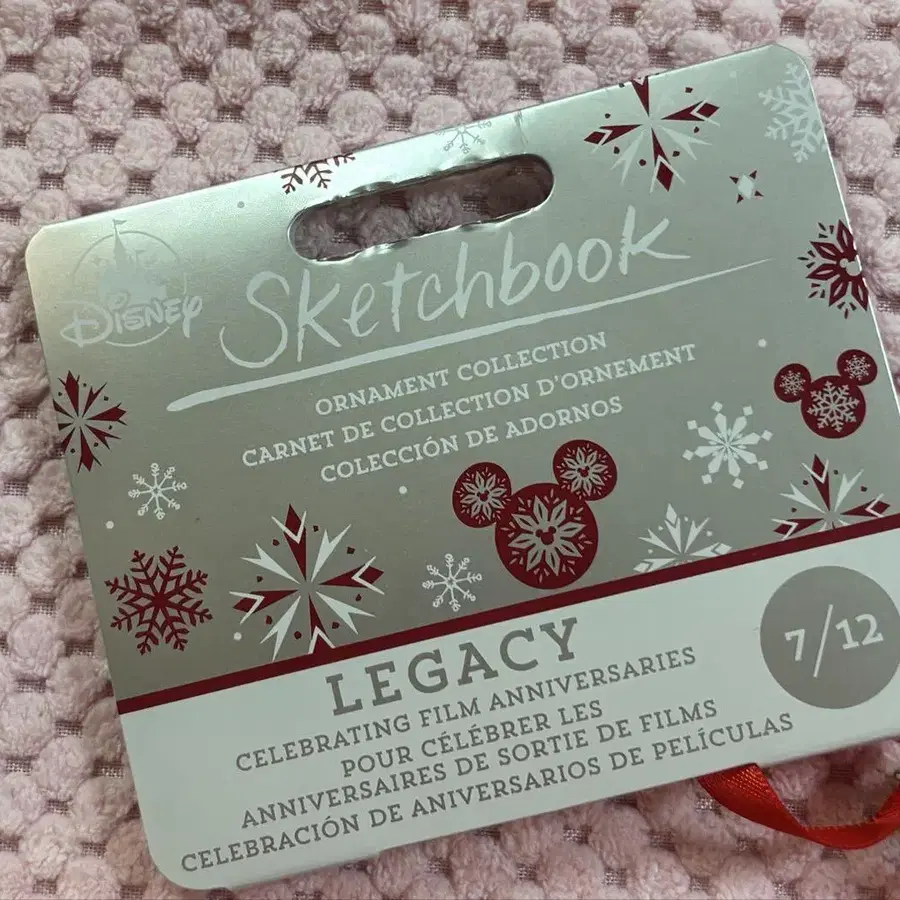 Disney
Sketchbook
ORNAMENT COLLECTION
CARNET DE COLLECTION D'ORNEMENT
COLECCIÓN DE ADORNOS
LEGACY
CELEBRATING FILM ANNIVERSARIES
POUR CÉLÉBRER LES
ANNIVERSAIRES DE SORTIE DE FILMS
CELEBRACIÓN DE ANIVERSARIOS DE PELÍCULAS
7/12